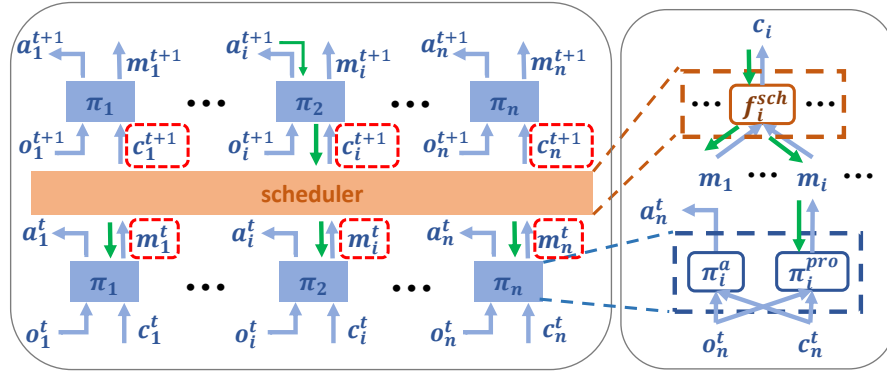 a_1^{t+1} m_1^{t+1} a_i^{t+1} m_i^{t+1} a_n^{t+1} m_n^{t+1}
π_1 ••• π_2 ••• π_n
o_1^{t+1} c_1^{t+1} o_i^{t+1} c_i^{t+1} o_n^{t+1} c_n^{t+1}
scheduler
a_1^t m_1^t a_i^t m_i^t a_n^t m_n^t
π_1 ••• π_2 ••• π_n
o_1^t c_1^t o_i^t c_i^t o_n^t c_n^t
c_i
••• f_i^{sch} •••
m_1 ••• m_i •••
a_n^t
π_i^a π_i^{pro}
o_n^t c_n^t